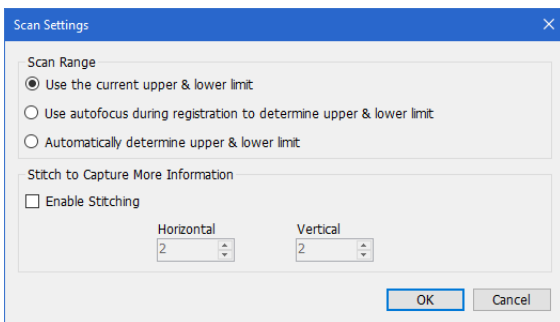 Scan Settings
Scan Range
Use the current upper & lower limit
Use autofocus during registration to determine upper & lower limit
Automatically determine upper & lower limit
Stitch to Capture More Information
Enable Stitching
Horizontal Vertical
2 2
OK Cancel